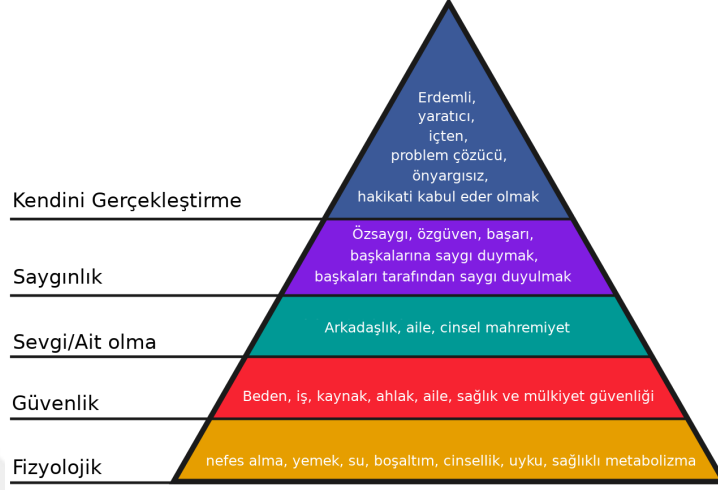 Erdemli,
yaratıcı,
içten,
problem çözücü,
önyargısız,
hakikati kabul eder olmak
Kendini Gerçekleştirme
Özsaygı, özgüven, başarı,
başkalarına saygı duymak,
başkaları tarafından saygı duyulmak
Saygınlık
Arkadaşlık, aile, cinsel mahremiyet
Sevgi/Ait olma
Beden, iş, kaynak, ahlak, aile, sağlık ve mülkiyet güvenliği
Güvenlik
nefes alma, yemek, su, boşaltım, cinsellik, uyku, sağlıklı metabolizma
Fizyolojik